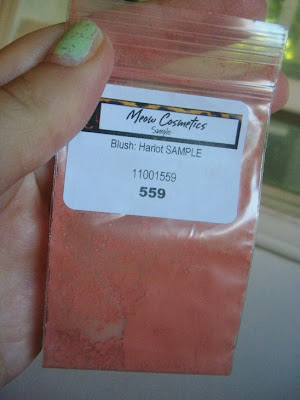 Meow Cosmetics
Sample
Blush: Harlot SAMPLE
11001559
559